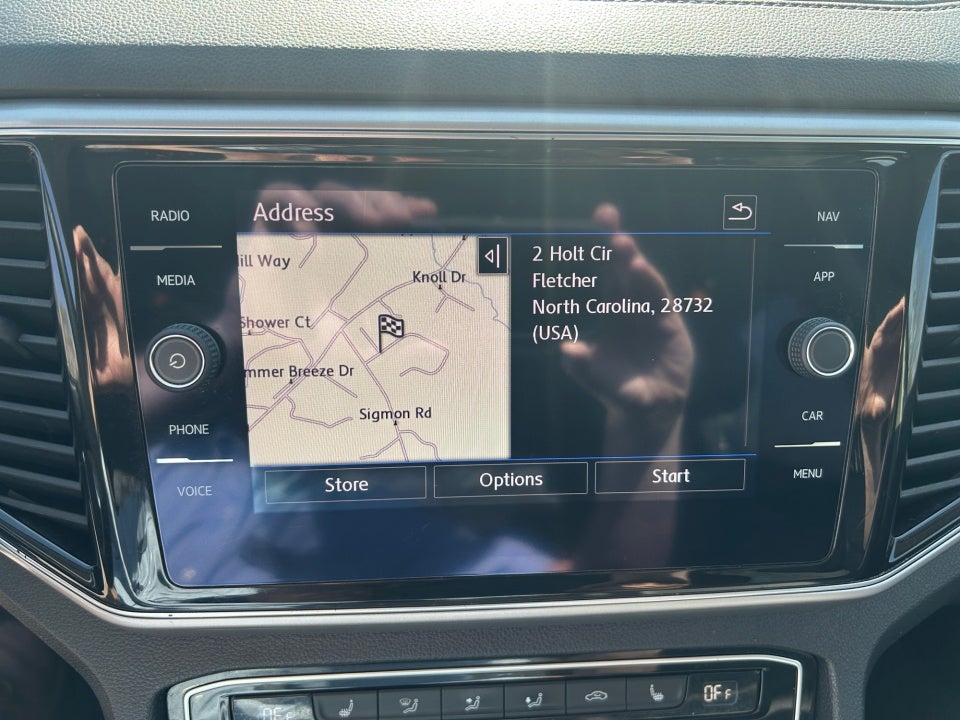 RADIO
MEDIA
PHONE
VOICE
Address
ill Way
Knoll Dr
Shower Ct
mmer Breeze Dr
Sigmon Rd
2 Holt Cir
Fletcher
North Carolina, 28732
(USA)
Store
Options
Start
NAV
APP
CAR
MENU
OFF
OFF